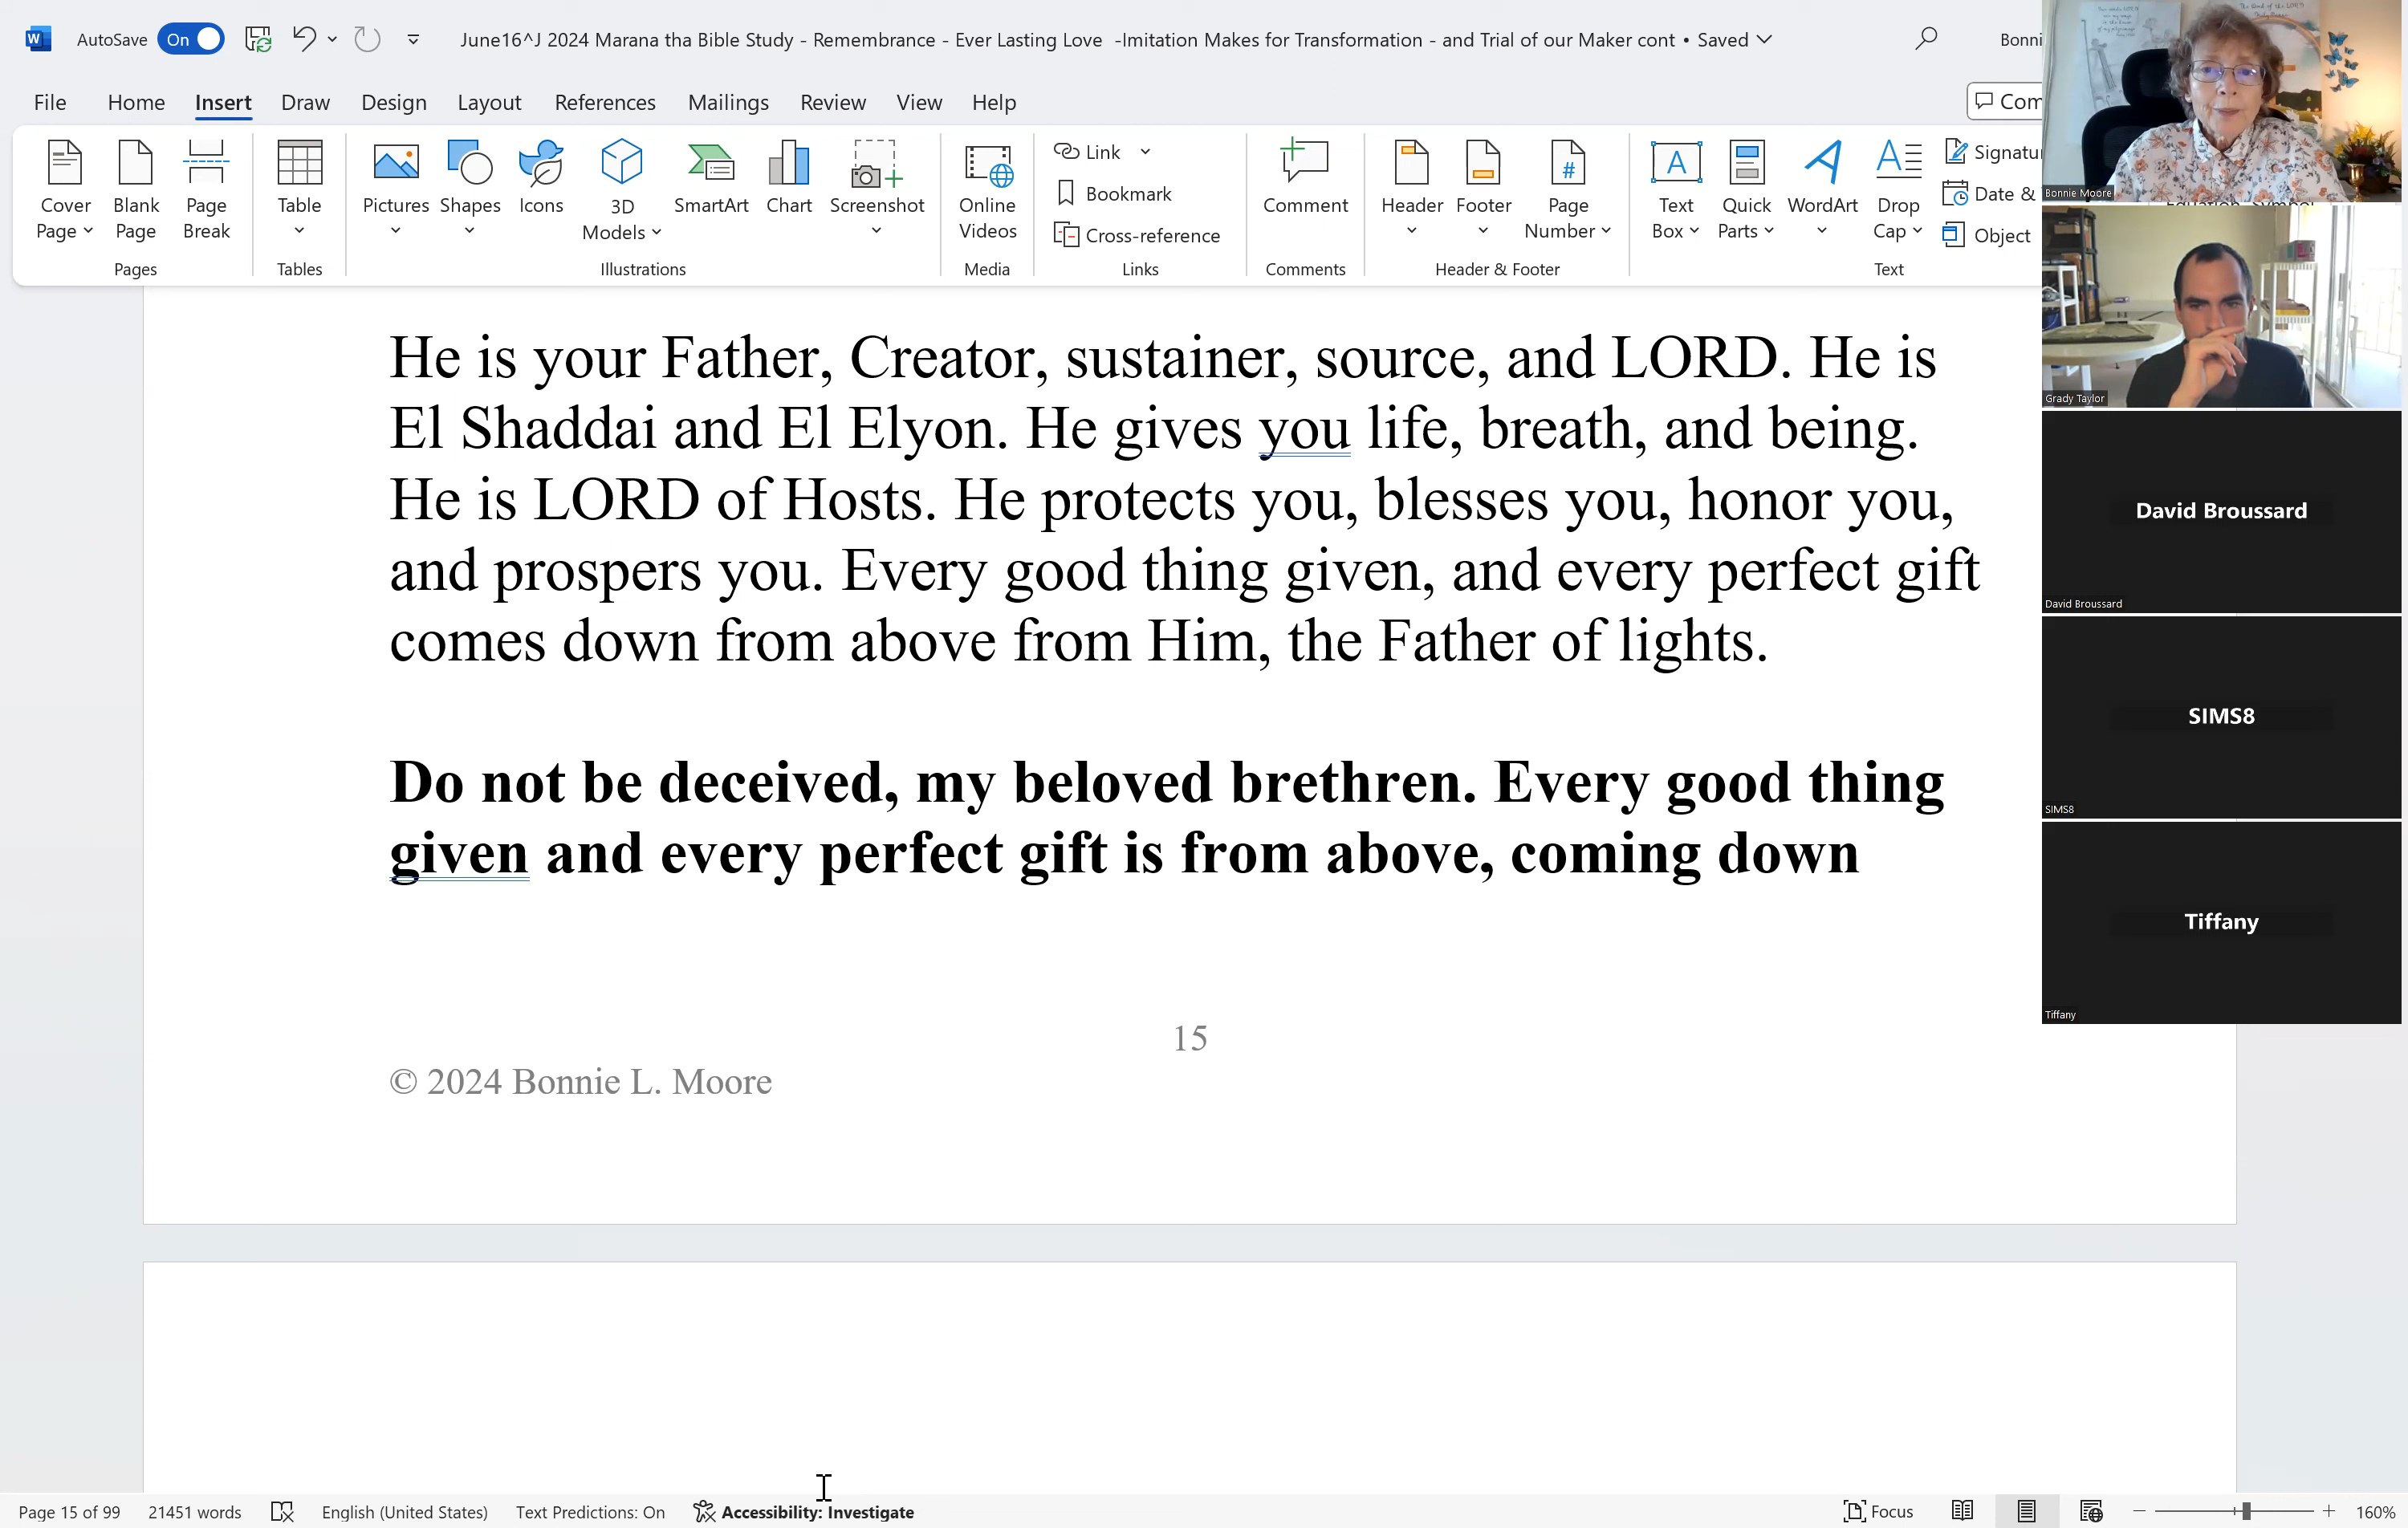 AutoSave On June16^J 2024 Marana tha Bible Study - Remembrance - Ever Lasting Love -Imitation Makes for Transformation - and Trial of our Maker cont • Saved
File Home Insert Draw Design Layout References Mailings Review View Help
Cover Page
Blank Page
Page Break
Pages
Table
Tables
Pictures
Shapes
Icons
3D Models
SmartArt
Chart
Screenshot
Illustrations
Online Videos
Media
Link
Bookmark
Cross-reference
Links
Comment
Comments
Header
Footer
Page Number
Header & Footer
Text Box
Quick Parts
WordArt
Drop Cap
Date &
Object
Text
He is your Father, Creator, sustainer, source, and LORD. He is
El Shaddai and El Elyon. He gives you life, breath, and being.
He is LORD of Hosts. He protects you, blesses you, honor you,
and prospers you. Every good thing given, and every perfect gift
comes down from above from Him, the Father of lights.
Do not be deceived, my beloved brethren. Every good thing
given and every perfect gift is from above, coming down
15
© 2024 Bonnie L. Moore
Bonnie Moore
Grady Taylor
David Broussard
David Broussard
SIMS8
SIMS8
Tiffany
Tiffany
Page 15 of 99 21451 words English (United States) Text Predictions: On Accessibility: Investigate Focus 160%